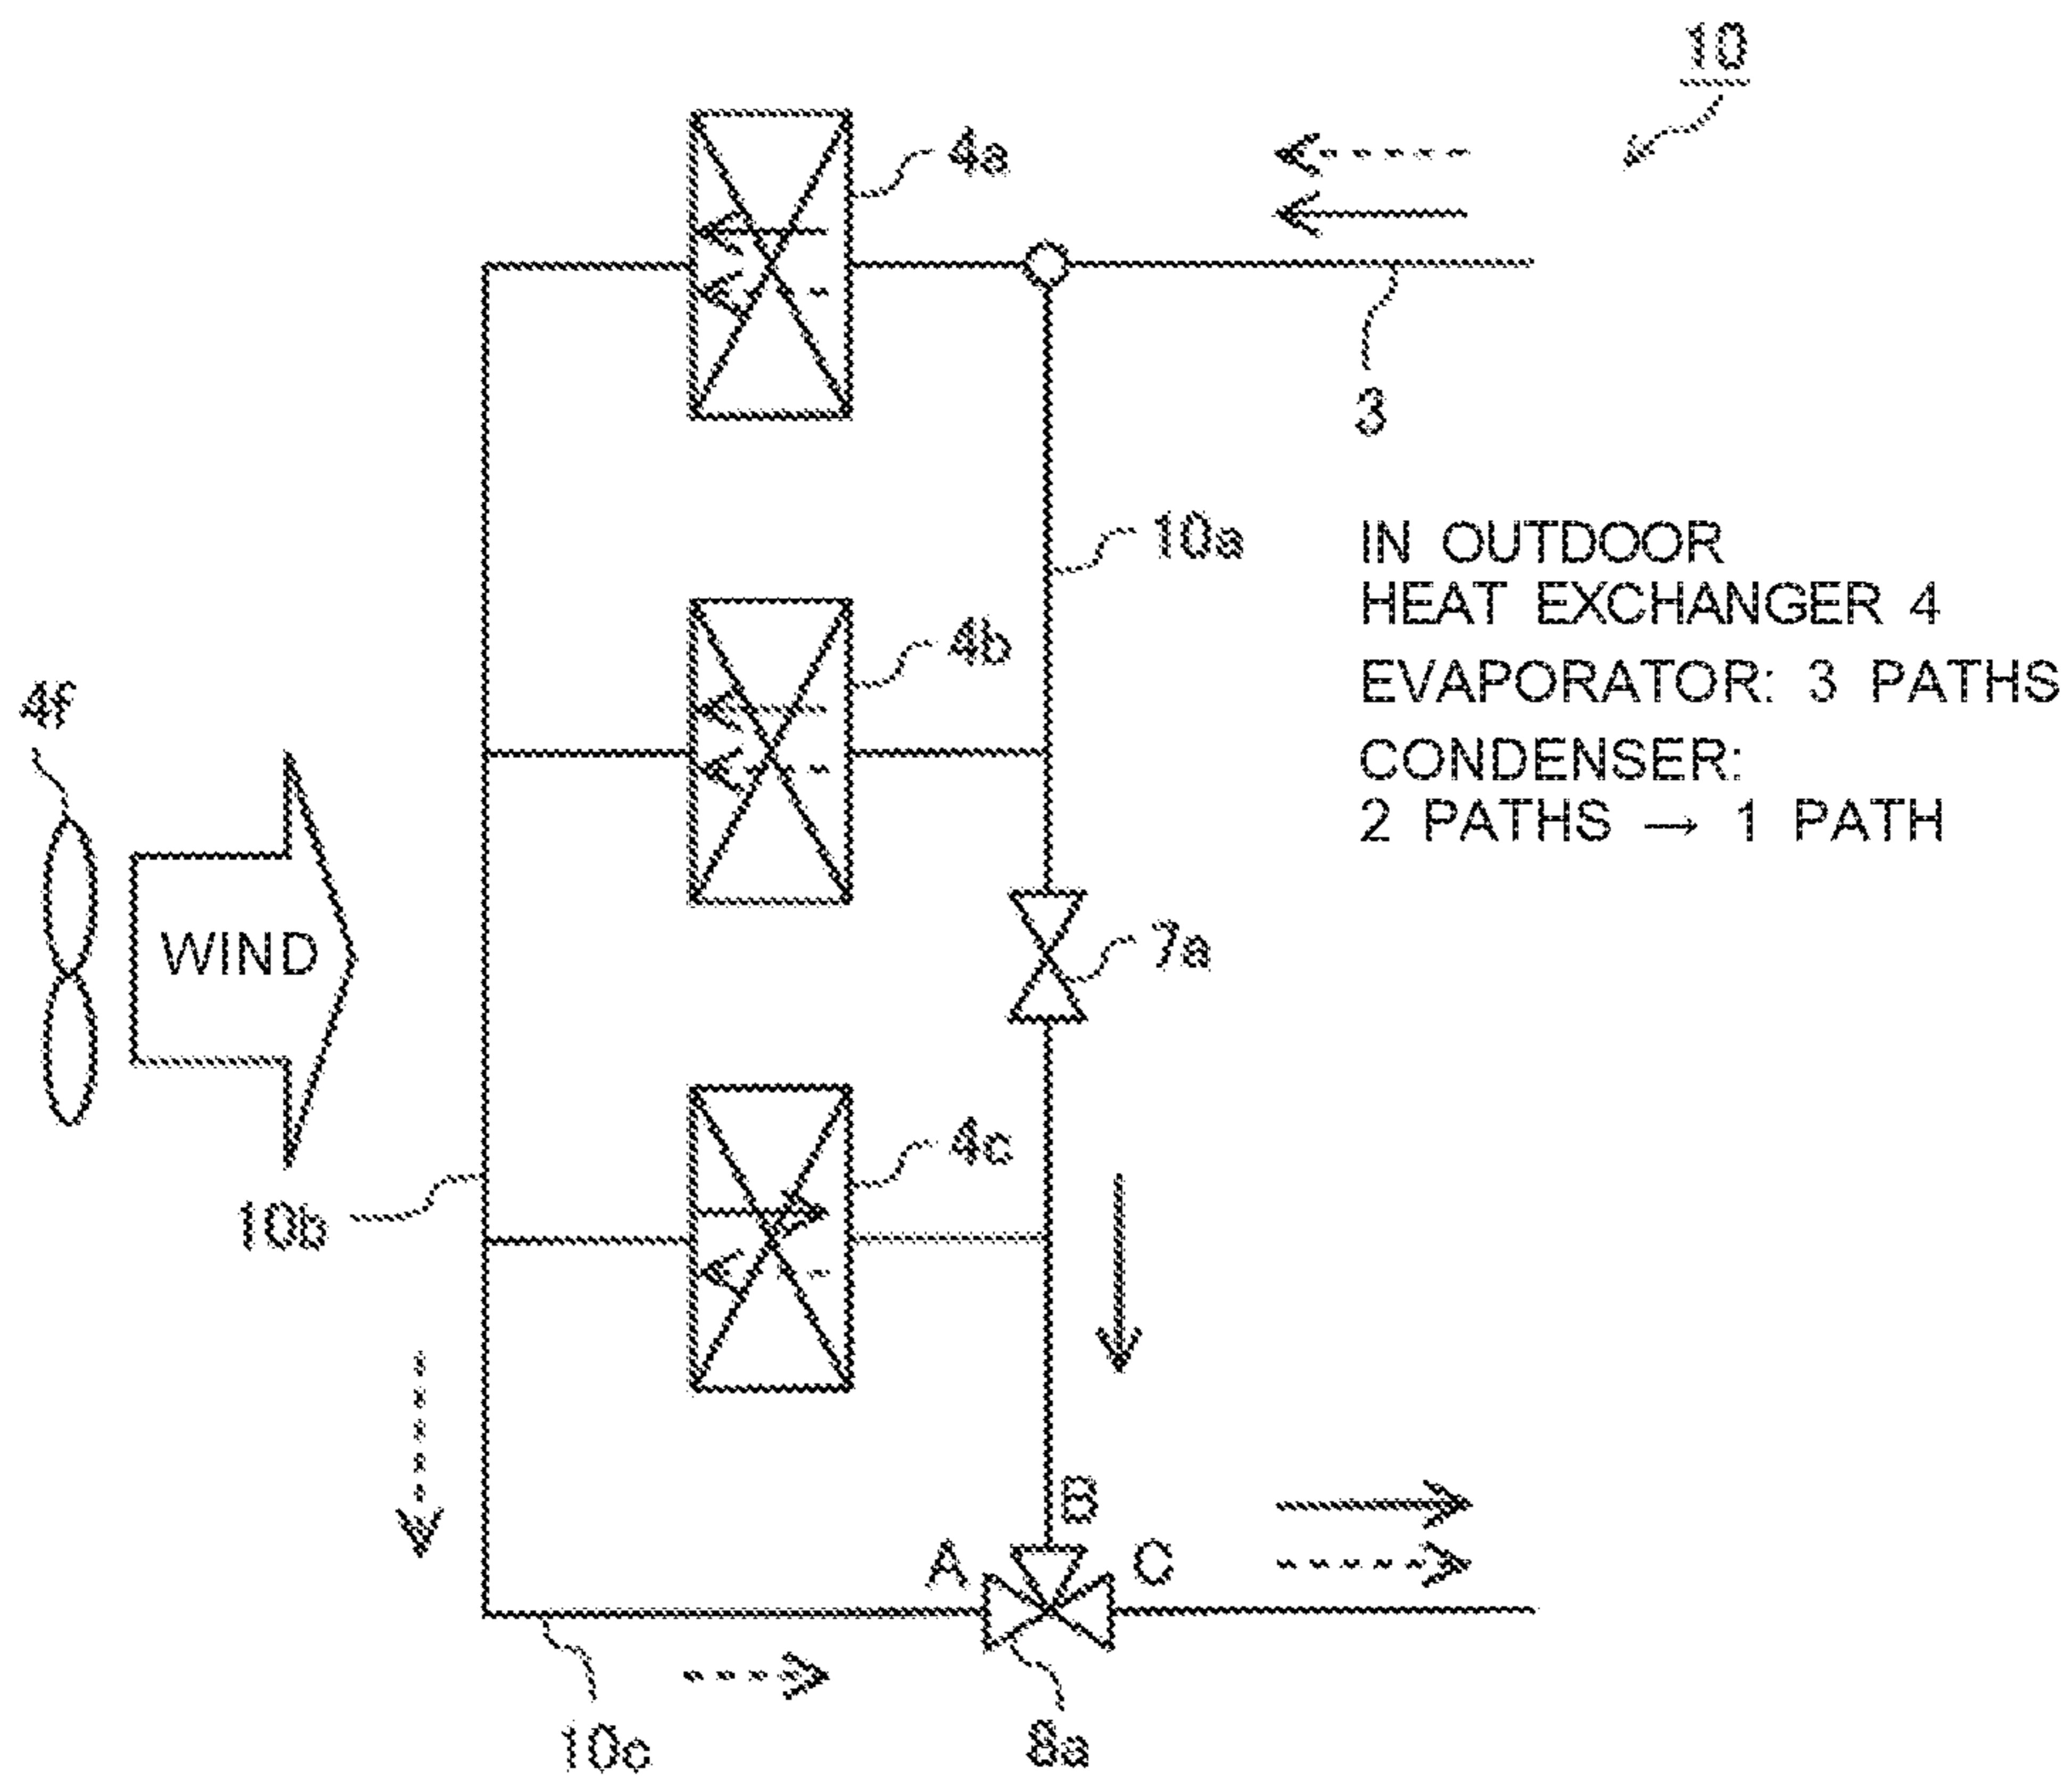 10
4a
3
10a
IN OUTDOOR
HEAT EXCHANGER 4
EVAPORATOR: 3 PATHS
CONDENSER:
2 PATHS → 1 PATH
4b
4f
WIND
7a
4c
10b
B
A
C
10c
8a